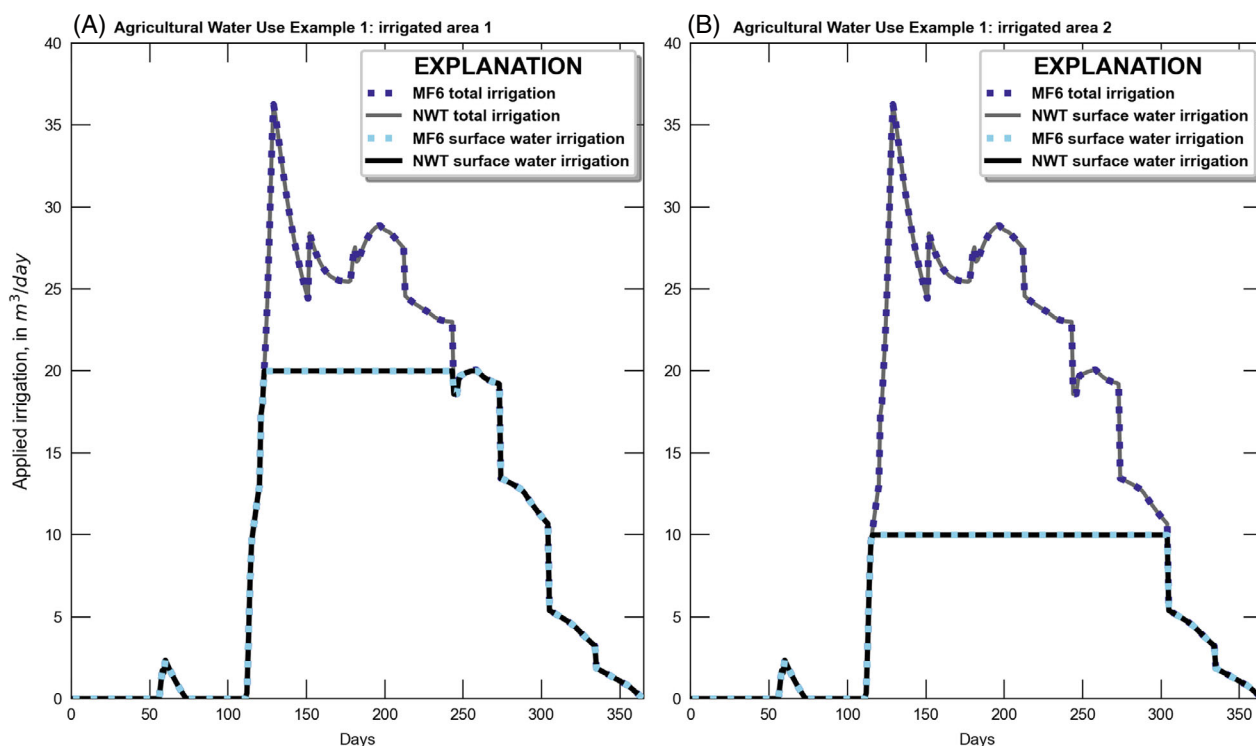 (A) Agricultural Water Use Example 1: irrigated area 1
EXPLANATION
MF6 total irrigation
NWT total irrigation
MF6 surface water irrigation
NWT surface water irrigation
40
35
30
25
20
15
10
5
0
Applied irrigation, in m³/day
0 50 100 150 200 250 300 350
Days
(B) Agricultural Water Use Example 1: irrigated area 2
EXPLANATION
MF6 total irrigation
NWT surface water irrigation
MF6 surface water irrigation
NWT surface water irrigation
40
35
30
25
20
15
10
5
0
0 50 100 150 200 250 300 350
Days